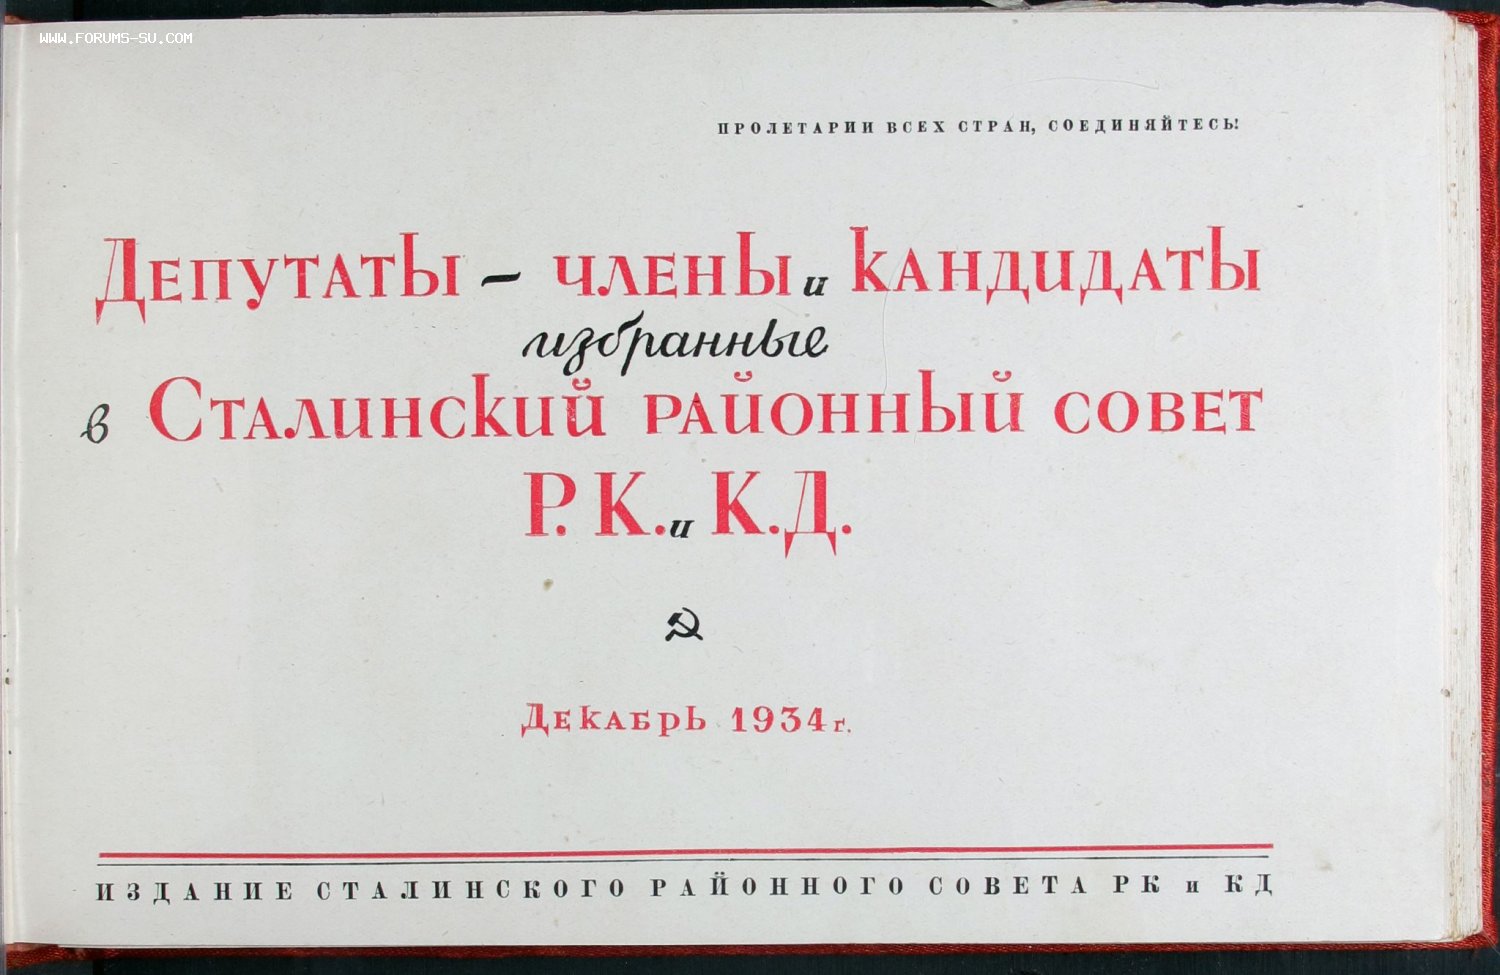 WWW.FORUMS-SU.COM
ПРОЛЕТАРИИ ВСЕХ СТРАН, СОЕДИНЯЙТЕСЬ!
Депутаты – члены и кандидаты
избранные
в Сталинский районный совет
Р.К. и К.Д.
Декабрь 1934 г.
ИЗДАНИЕ СТАЛИНСКОГО РАЙОННОГО СОВЕТА РК и КД